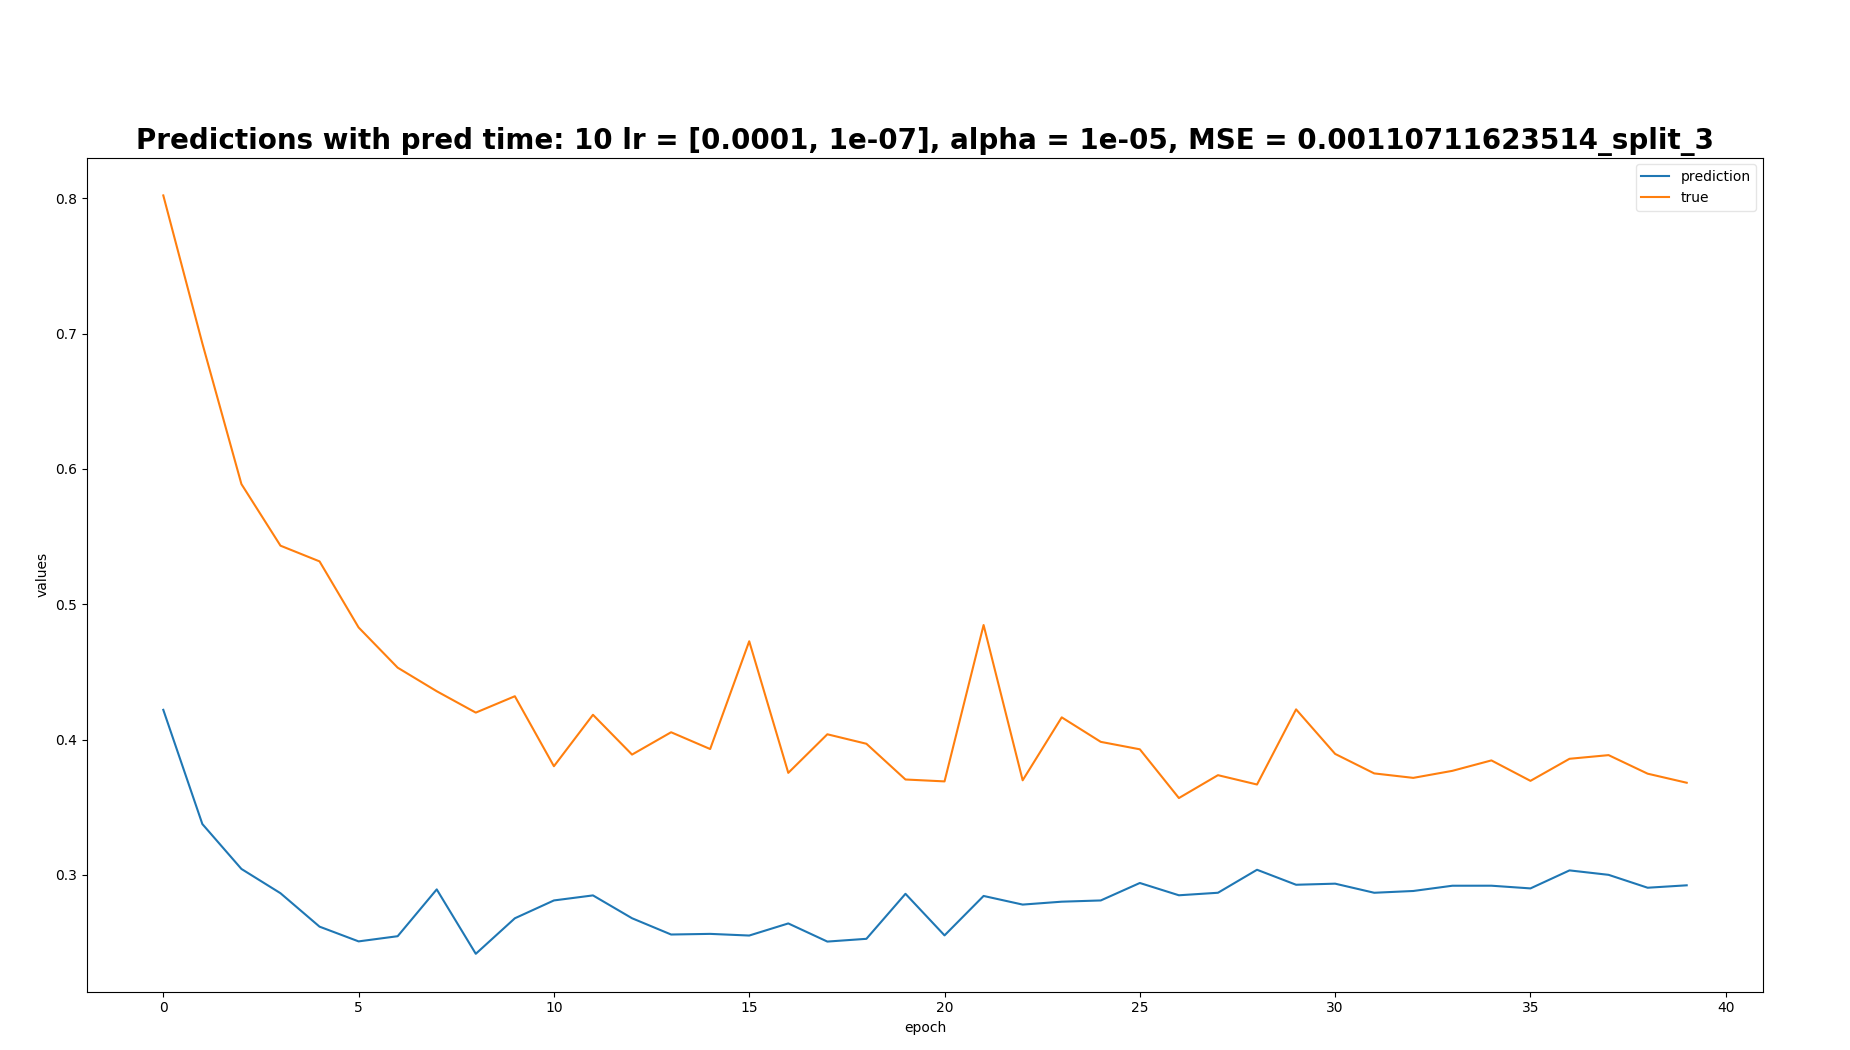 Predictions with pred time: 10 lr = [0.0001, 1e-07], alpha = 1e-05, MSE = 0.00110711623514_split_3
prediction
true
0.8
0.7
0.6
0.5
0.4
0.3
values
0 5 10 15 20 25 30 35 40
epoch